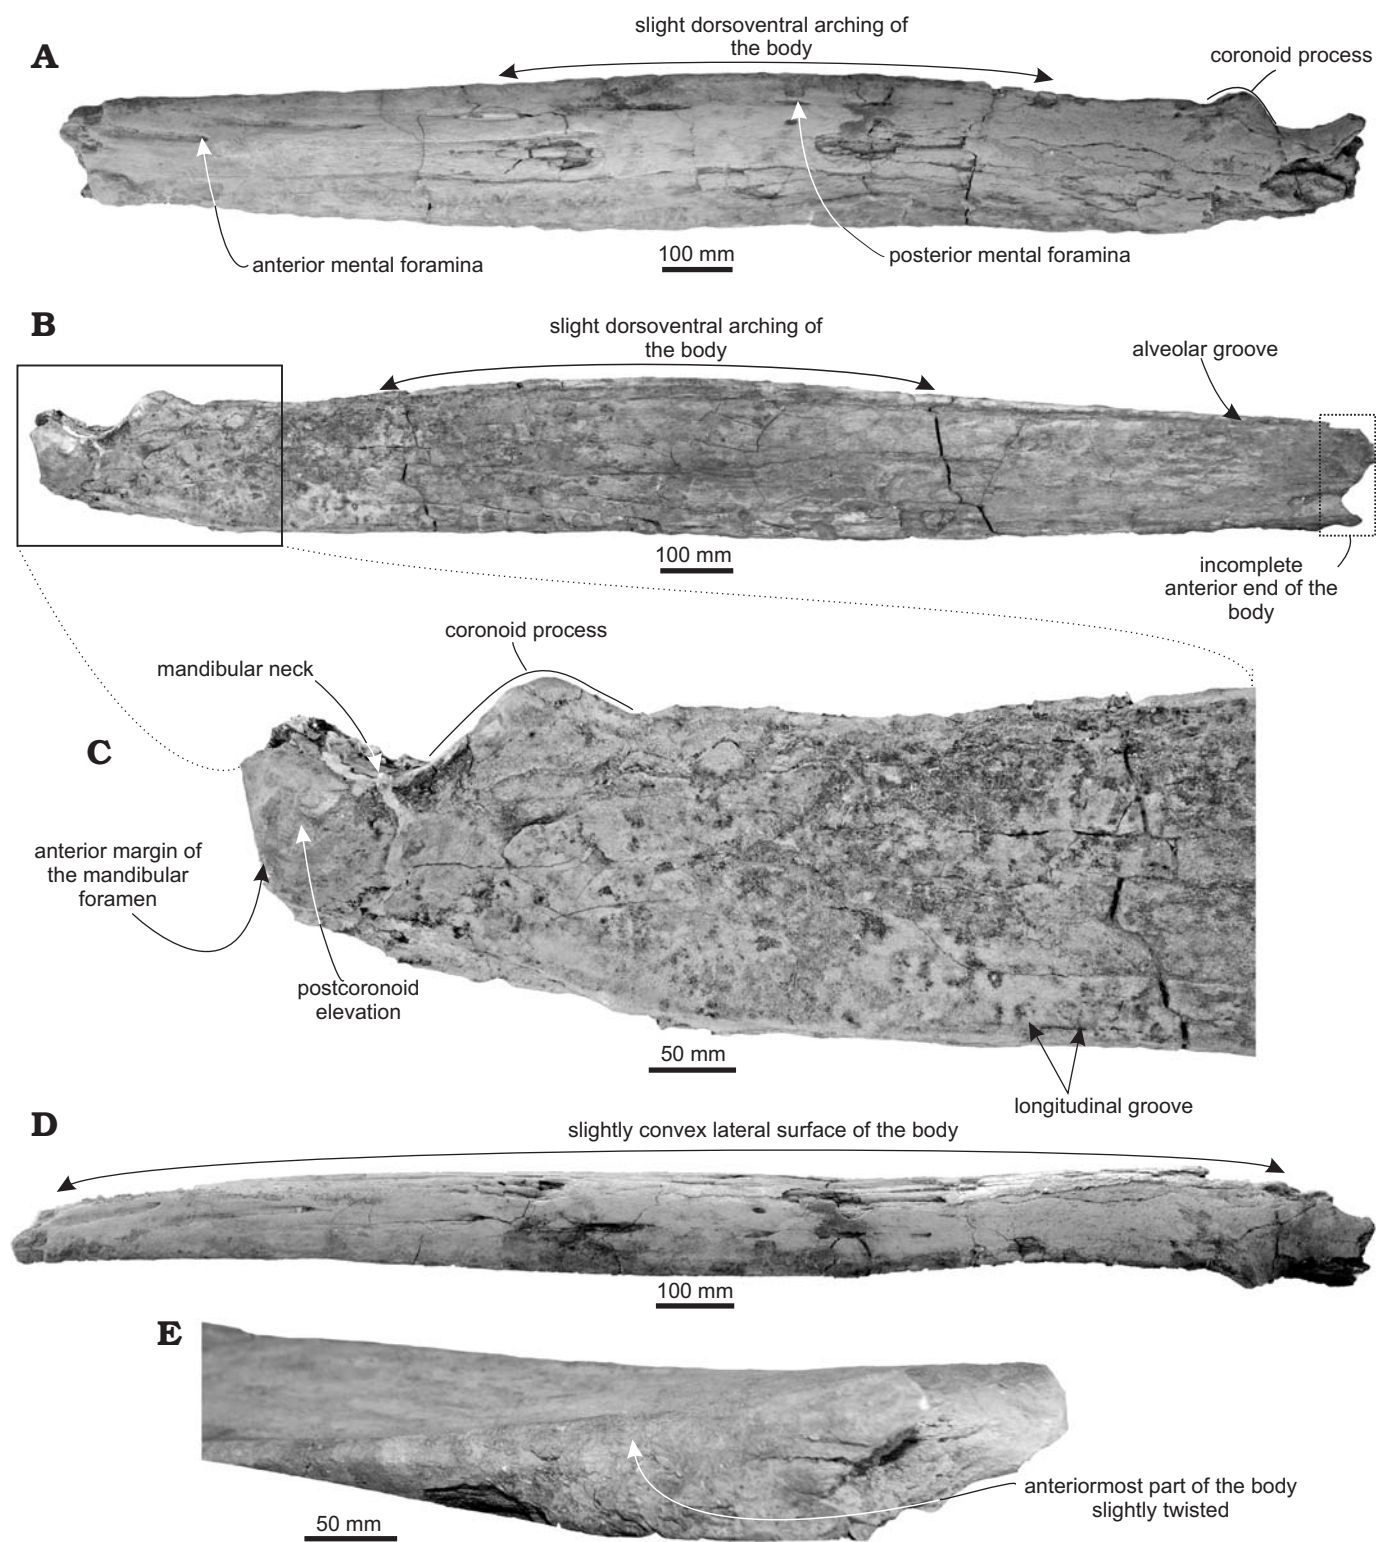 A
slight dorsoventral arching of
the body
coronoid process
anterior mental foramina
100 mm
posterior mental foramina
B
slight dorsoventral arching of
the body
alveolar groove
100 mm
incomplete
anterior end of the
body
coronoid process
mandibular neck
C
anterior margin of
the mandibular
foramen
postcoronoid
elevation
50 mm
longitudinal groove
D
slightly convex lateral surface of the body
100 mm
E
anteriormost part of the body
slightly twisted
50 mm